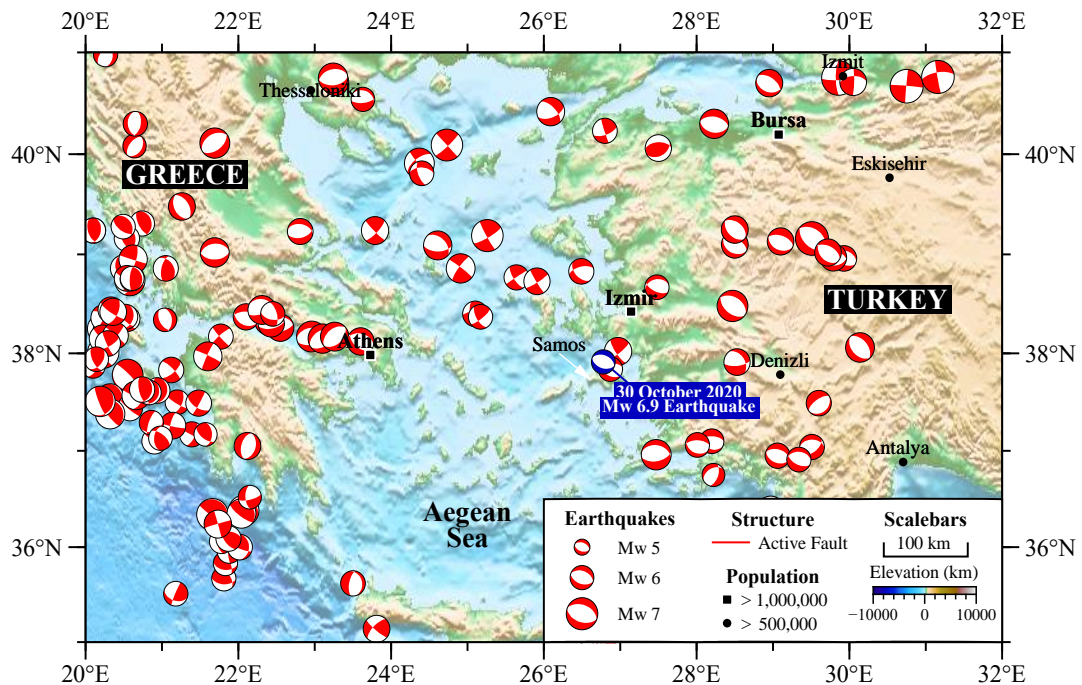 20°E 22°E 24°E 26°E 28°E 30°E 32°E
Izmit
Thessaloniki
Bursa
40°N 40°N
Eskisehir
GREECE
TURKEY
Izmir
Samos
Athens
38°N 38°N
Denizli
30 October 2020
Mw 6.9 Earthquake
Antalya
Aegean
Sea
36°N 36°N
Earthquakes Structure Scalebars
Mw 5 Active Fault 100 km
Mw 6 Population Elevation (km)
> 1,000,000
Mw 7 > 500,000 −10000 0 10000
20°E 22°E 24°E 26°E 28°E 30°E 32°E